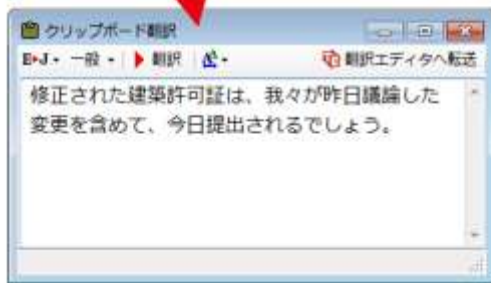 クリップボード翻訳
E▸J 一般 翻訳 翻訳エディタへ転送
修正された建築許可証は、我々が昨日議論した
変更を含めて、今日提出されるでしょう。